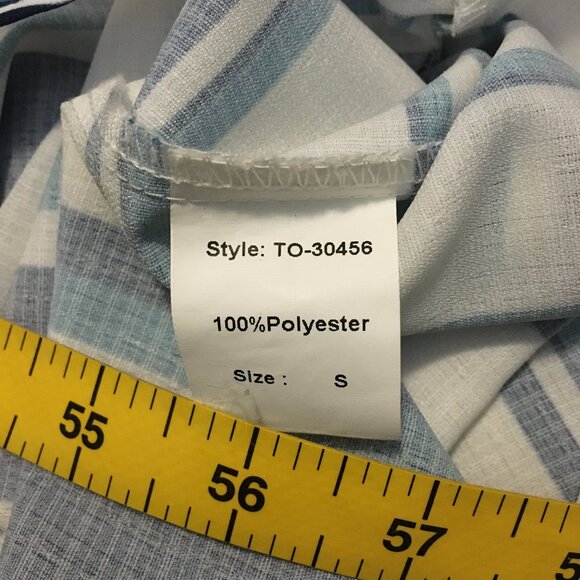 Style: TO-30456
100%Polyester
Size : S
55 56 57